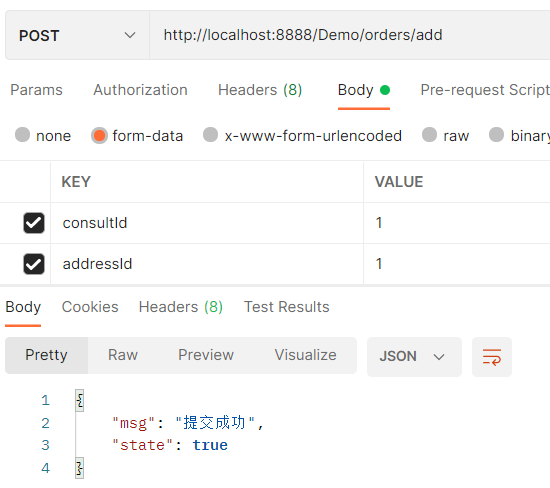 POST http://localhost:8888/Demo/orders/add
Params Authorization Headers (8) Body Pre-request Script
none form-data x-www-form-urlencoded raw binary
KEY VALUE
consultId 1
addressId 1
Body Cookies Headers (8) Test Results
Pretty Raw Preview Visualize JSON
1 {
2 "msg": "提交成功",
3 "state": true
4 }